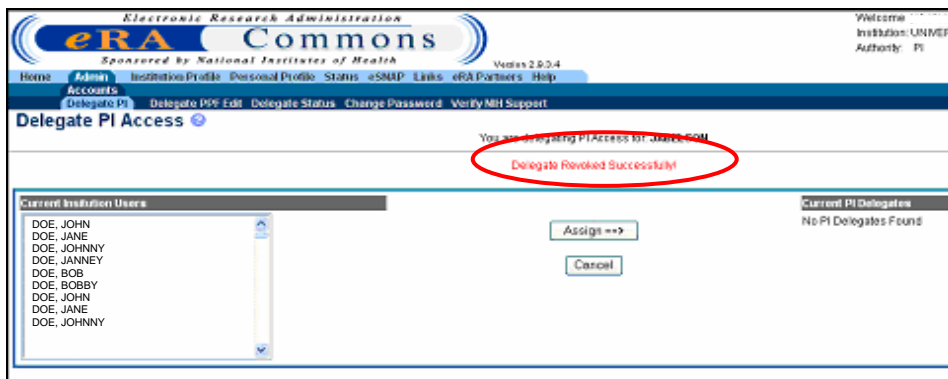 Electronic Research Administration
eRA Commons
Sponsored by National Institutes of Health
Version 2.9.3.4
Welcome
Institution: UNIVER
Authority: PI
Home Admin Institution Profile Personal Profile Status eSNAP Links eRA Partners Help
Accounts
Delegate PI Delegate PPF Edit Delegate Status Change Password Verify NIH Support
Delegate PI Access ?
You are delegating PI Access for:
Delegate Revoked Successfully!
Current Insitution Users
DOE, JOHN
DOE, JANE
DOE, JOHNNY
DOE, JANNEY
DOE, BOB
DOE, BOBBY
DOE, JOHN
DOE, JANE
DOE, JOHNNY
Assign ==>
Cancel
Current PI Delegates
No PI Delegates Found